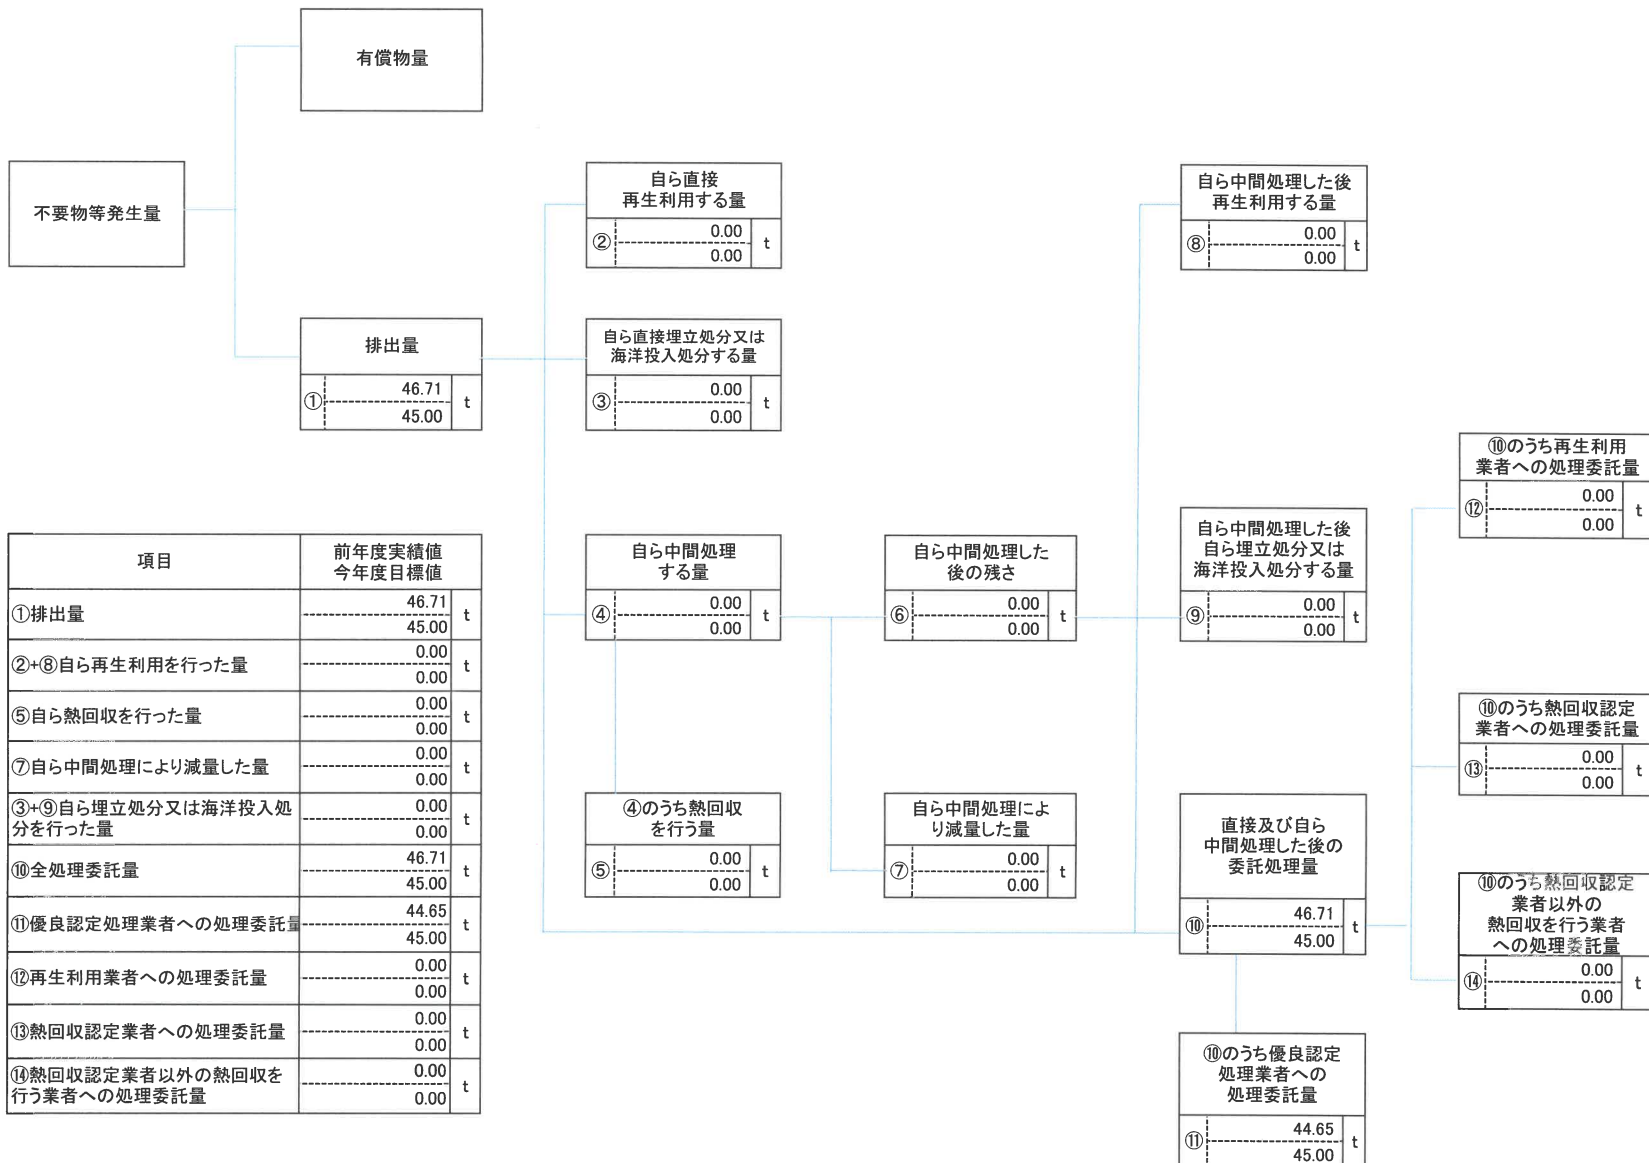 有償物量
不要物等発生量
排出量
①
46.71
45.00
t
自ら直接
再生利用する量
②
0.00
0.00
t
自ら直接埋立処分又は
海洋投入処分する量
③
0.00
0.00
t
自ら中間処理
する量
④
0.00
0.00
t
④のうち熱回収
を行う量
⑤
0.00
0.00
t
自ら中間処理した
後の残さ
⑥
0.00
0.00
t
自ら中間処理によ
り減量した量
⑦
0.00
0.00
t
自ら中間処理した後
再生利用する量
⑧
0.00
0.00
t
自ら中間処理した後
自ら埋立処分又は
海洋投入処分する量
⑨
0.00
0.00
t
直接及び自ら
中間処理した後の
委託処理量
⑩
46.71
45.00
t
⑩のうち優良認定
処理業者への
処理委託量
⑪
44.65
45.00
t
⑩のうち再生利用
業者への処理委託量
⑫
0.00
0.00
t
⑩のうち熱回収認定
業者への処理委託量
⑬
0.00
0.00
t
⑩のうち熱回収認定
業者以外の
熱回収を行う業者
への処理委託量
⑭
0.00
0.00
t
項目
前年度実績値
今年度目標値
①排出量
46.71
45.00
t
②+⑧自ら再生利用を行った量
0.00
0.00
t
⑤自ら熱回収を行った量
0.00
0.00
t
⑦自ら中間処理により減量した量
0.00
0.00
t
③+⑨自ら埋立処分又は海洋投入処
分を行った量
0.00
0.00
t
⑩全処理委託量
46.71
45.00
t
⑪優良認定処理業者への処理委託量
44.65
45.00
t
⑫再生利用業者への処理委託量
0.00
0.00
t
⑬熱回収認定業者への処理委託量
0.00
0.00
t
⑭熱回収認定業者以外の熱回収を
行う業者への処理委託量
0.00
0.00
t